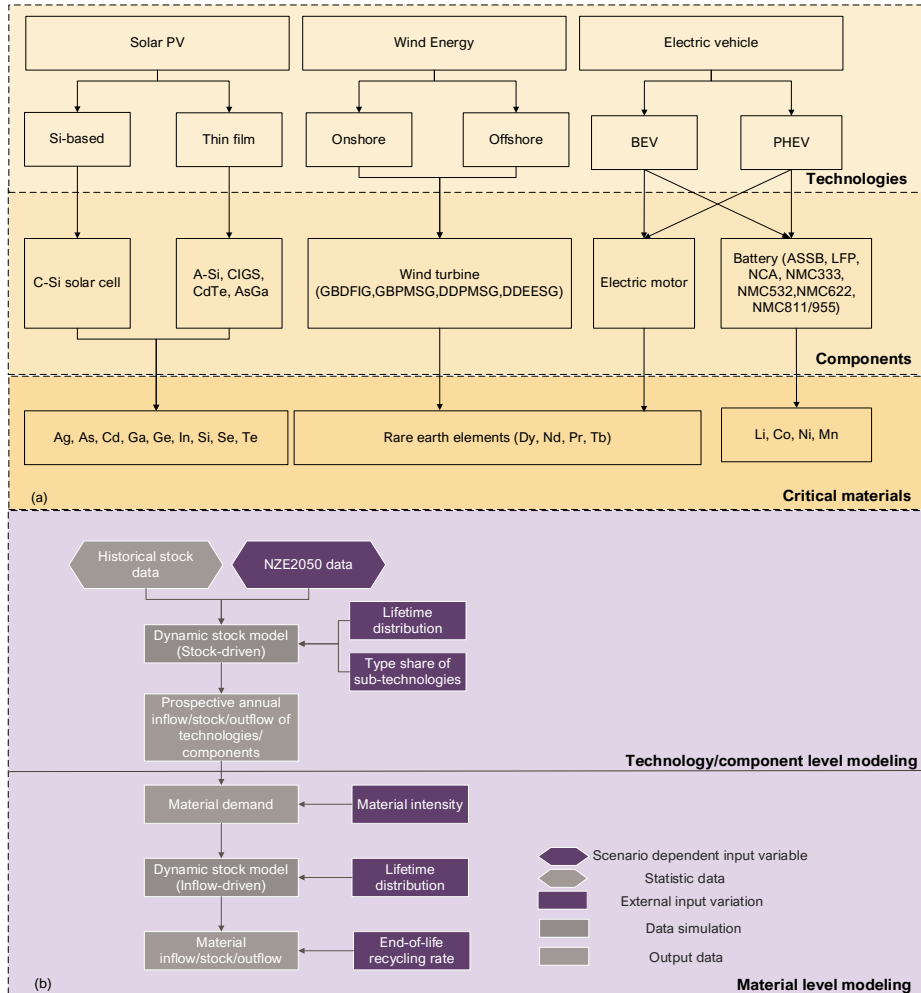 Solar PV
Wind Energy
Electric vehicle
Si-based
Thin film
Onshore
Offshore
BEV
PHEV
Technologies
C-Si solar cell
A-Si, CIGS,
CdTe, AsGa
Wind turbine
(GBDFIG,GBPMSG,DDPMSG,DDEESG)
Electric motor
Battery (ASSB, LFP,
NCA, NMC333,
NMC532,NMC622,
NMC811/955)
Components
Ag, As, Cd, Ga, Ge, In, Si, Se, Te
Rare earth elements (Dy, Nd, Pr, Tb)
Li, Co, Ni, Mn
(a)
Critical materials
Historical stock
data
NZE2050 data
Dynamic stock model
(Stock-driven)
Lifetime
distribution
Type share of
sub-technologies
Prospective annual
inflow/stock/outflow of
technologies/
components
Technology/component level modeling
Material demand
Material intensity
Dynamic stock model
(Inflow-driven)
Lifetime
distribution
Material
inflow/stock/outflow
End-of-life
recycling rate
Scenario dependent input variable
Statistic data
External input variation
Data simulation
Output data
(b)
Material level modeling